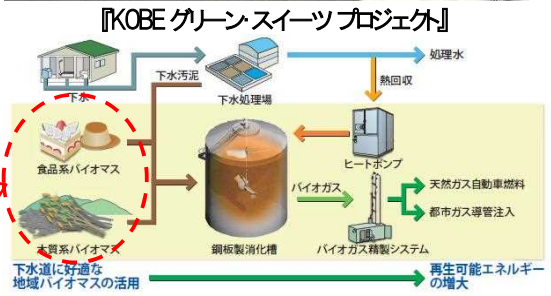 『KOBE グリーン・スイーツ プロジェクト』
処理水
下水汚泥
熱回収
下水
下水処理場
食品系バイオマス
ヒートポンプ
バイオガス
天然ガス自動車燃料
都市ガス導管注入
木質系バイオマス
鋼板製消化槽
バイオガス精製システム
下水道に好適な
地域バイオマスの活用
再生可能エネルギー
の増大